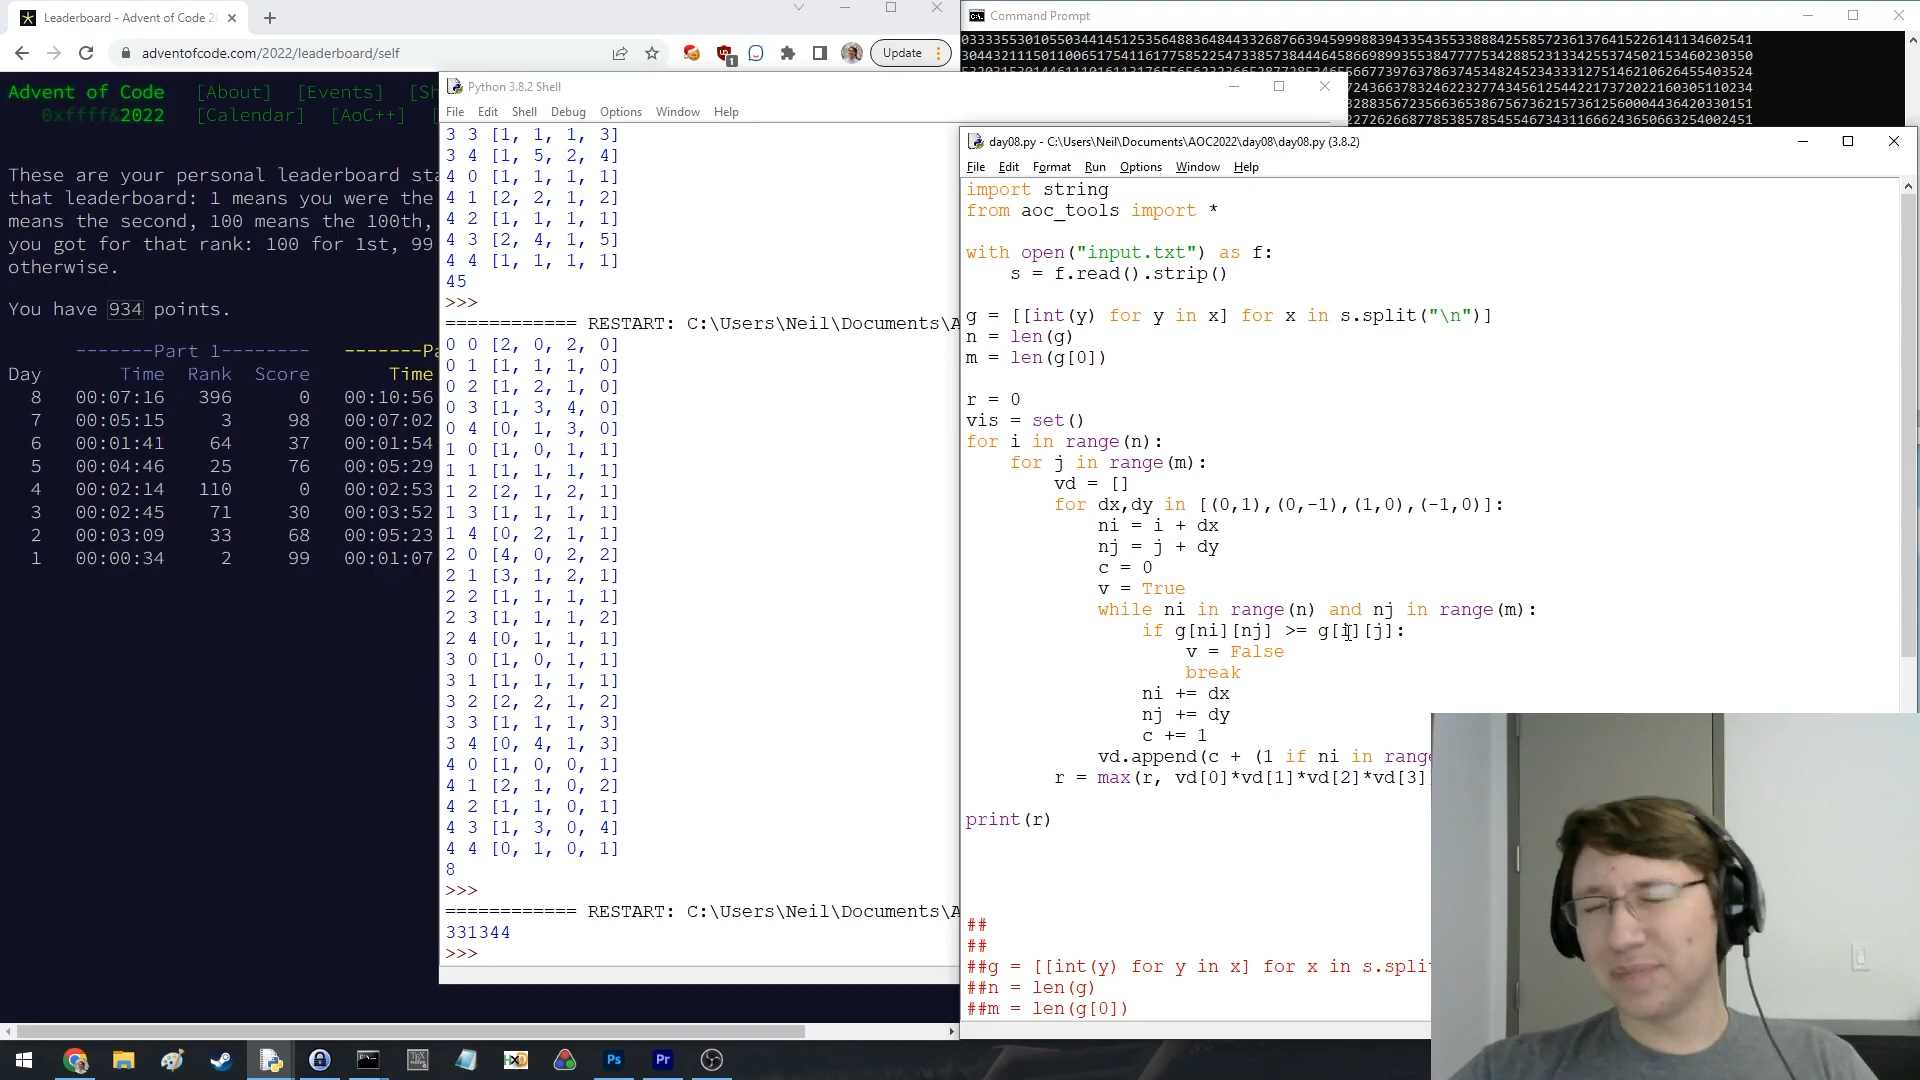 Leaderboard - Advent of Code 20
adventofcode.com/2022/leaderboard/self
Update
Advent of Code
[About]
[Events]
0xffff&2022
[Calendar]
[AoC++]
These are your personal leaderboard sta
that leaderboard: 1 means you were the
means the second, 100 means the 100th,
you got for that rank: 100 for 1st, 99
otherwise.
You have 934 points.
-------Part 1--------
Day Time Rank Score Time
8 00:07:16 396 0 00:10:56
7 00:05:15 3 98 00:07:02
6 00:01:41 64 37 00:01:54
5 00:04:46 25 76 00:05:29
4 00:02:14 110 0 00:02:53
3 00:02:45 71 30 00:03:52
2 00:03:09 33 68 00:05:23
1 00:00:34 2 99 00:01:07
Python 3.8.2 Shell
File Edit Shell Debug Options Window Help
3 3 [1, 1, 1, 3]
3 4 [1, 5, 2, 4]
4 0 [1, 1, 1, 1]
4 1 [2, 2, 1, 2]
4 2 [1, 1, 1, 1]
4 3 [2, 4, 1, 5]
4 4 [1, 1, 1, 1]
45
>>>
============ RESTART: C:\Users\Neil\Documents\A
0 0 [2, 0, 2, 0]
0 1 [1, 1, 1, 0]
0 2 [1, 2, 1, 0]
0 3 [1, 3, 4, 0]
0 4 [0, 1, 3, 0]
1 0 [1, 0, 1, 1]
1 1 [1, 1, 1, 1]
1 2 [2, 1, 2, 1]
1 3 [1, 1, 1, 1]
1 4 [0, 2, 1, 1]
2 0 [4, 0, 2, 2]
2 1 [3, 1, 2, 1]
2 2 [1, 1, 1, 1]
2 3 [1, 1, 1, 2]
2 4 [0, 1, 1, 1]
3 0 [1, 0, 1, 1]
3 1 [1, 1, 1, 1]
3 2 [2, 2, 1, 2]
3 3 [1, 1, 1, 3]
3 4 [0, 4, 1, 3]
4 0 [1, 0, 0, 1]
4 1 [2, 1, 0, 2]
4 2 [1, 1, 0, 1]
4 3 [1, 3, 0, 4]
4 4 [0, 1, 0, 1]
8
>>>
============ RESTART: C:\Users\Neil\Documents\A
331344
>>>
Command Prompt
day08.py - C:\Users\Neil\Documents\AOC2022\day08\day08.py (3.8.2)
File Edit Format Run Options Window Help
import string
from aoc_tools import *
with open("input.txt") as f:
s = f.read().strip()
g = [[int(y) for y in x] for x in s.split("\n")]
n = len(g)
m = len(g[0])
r = 0
vis = set()
for i in range(n):
for j in range(m):
vd = []
for dx,dy in [(0,1),(0,-1),(1,0),(-1,0)]:
ni = i + dx
nj = j + dy
c = 0
v = True
while ni in range(n) and nj in range(m):
if g[ni][nj] >= g[i][j]:
v = False
break
ni += dx
nj += dy
c += 1
vd.append(c + (1 if ni in range
r = max(r, vd[0]*vd[1]*vd[2]*vd[3]
print(r)
##
##
##g = [[int(y) for y in x] for x in s.split
##n = len(g)
##m = len(g[0])